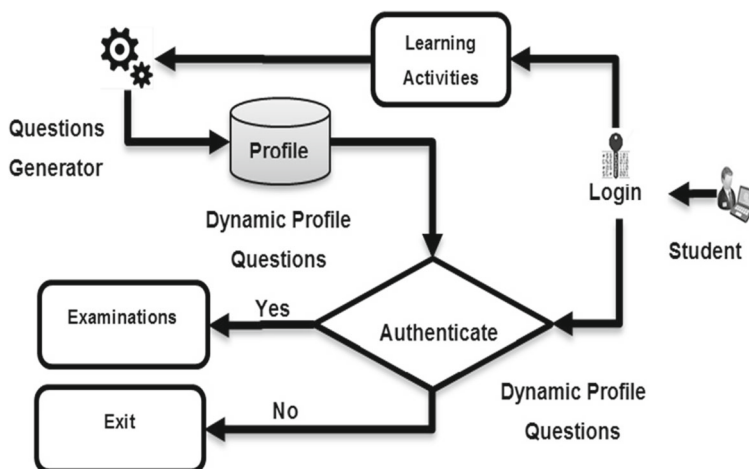 Learning
Activities
Questions
Generator
Profile
Login
Student
Dynamic Profile
Questions
Examinations
Yes
Authenticate
Exit
No
Dynamic Profile
Questions